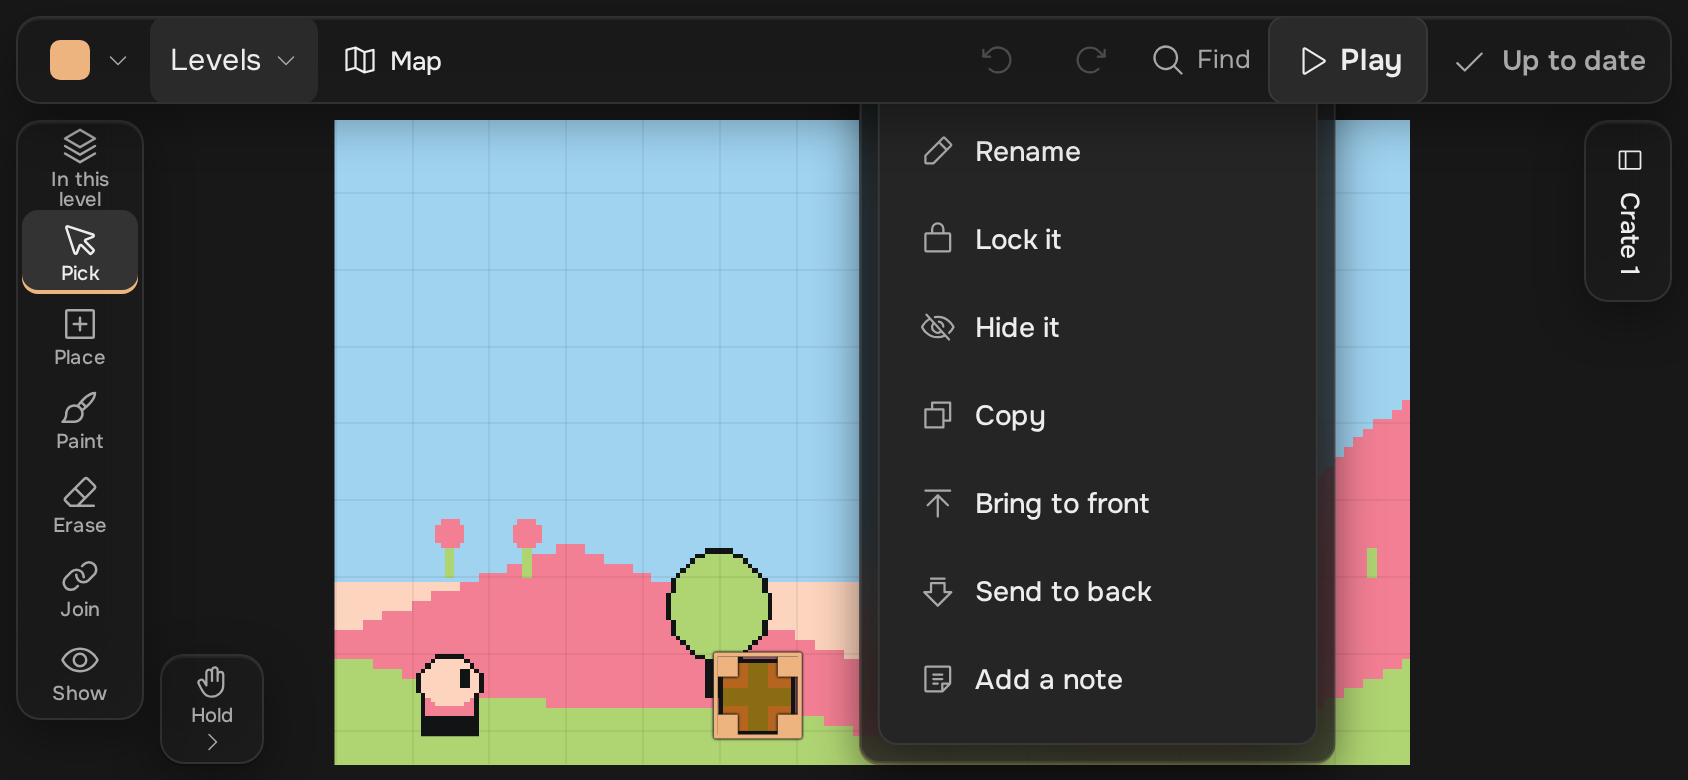 Levels
Map
Find
Play
Up to date
In this
level
Pick
Place
Paint
Erase
Join
Show
Hold
Rename
Lock it
Hide it
Copy
Bring to front
Send to back
Add a note
Crate 1